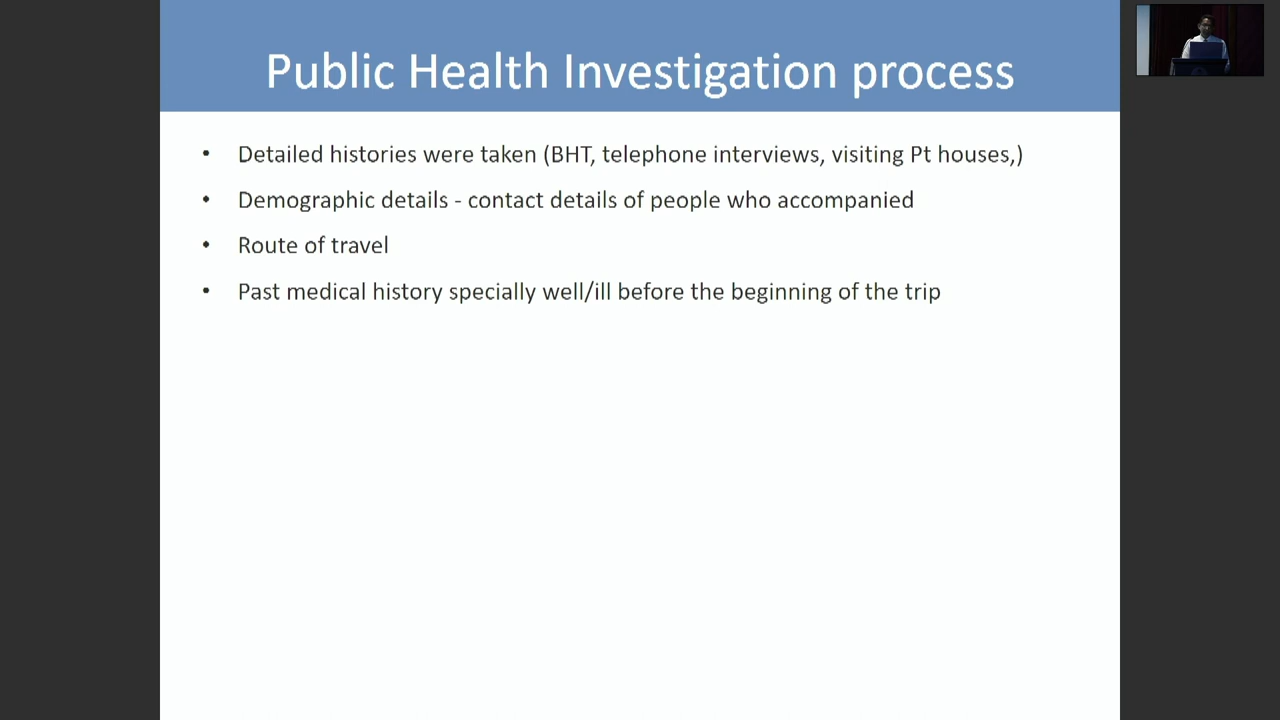 Public Health Investigation process
• Detailed histories were taken (BHT, telephone interviews, visiting Pt houses,)
• Demographic details - contact details of people who accompanied
• Route of travel
• Past medical history specially well/ill before the beginning of the trip